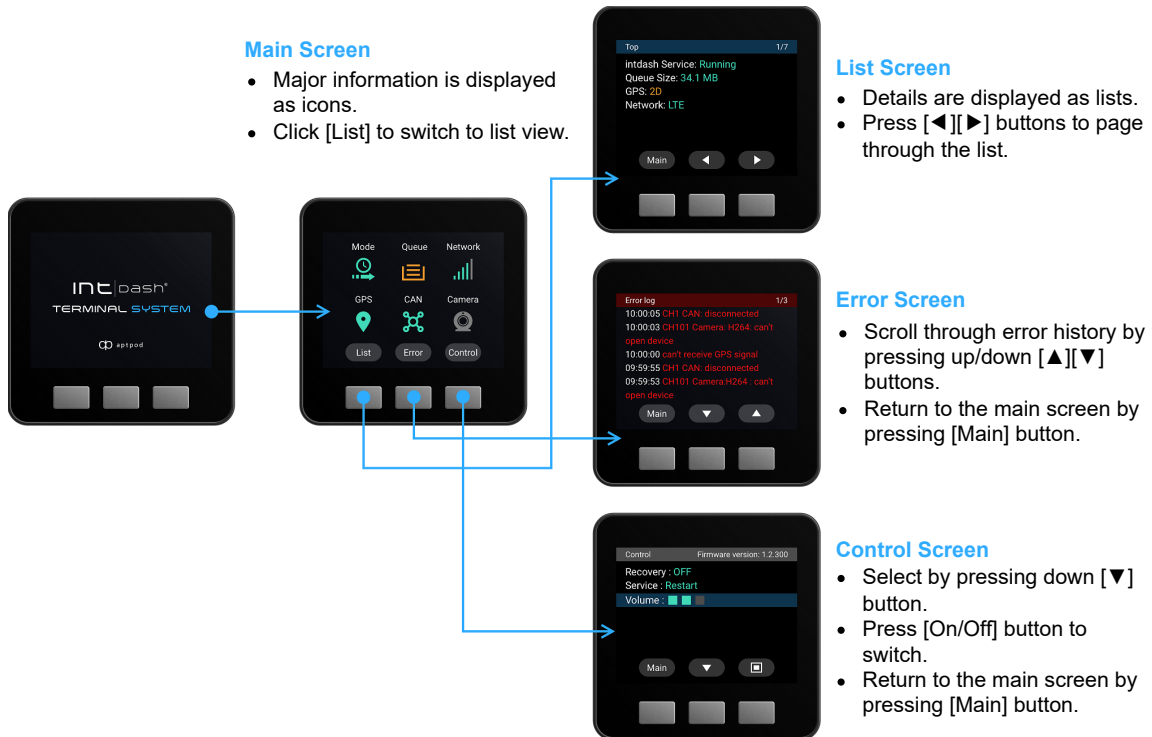 Main Screen
• Major information is displayed
as icons.
• Click [List] to switch to list view.
INt|Dash®
TERMINAL SYSTEM
aptpod
Mode Queue Network
GPS CAN Camera
List Error Control
Top 1/7
intdash Service: Running
Queue Size: 34.1 MB
GPS: 2D
Network: LTE
Main ◀ ▶
List Screen
• Details are displayed as lists.
• Press [◀][▶] buttons to page
through the list.
Error log 1/3
10:00:05 CH1 CAN: disconnected
10:00:03 CH101 Camera: H264: can't
open device
10:00:00 can't receive GPS signal
09:59:55 CH1 CAN: disconnected
09:59:53 CH101 Camera:H264 : can't
open device
Main ▼ ▲
Error Screen
• Scroll through error history by
pressing up/down [▲][▼]
buttons.
• Return to the main screen by
pressing [Main] button.
Control Firmware version: 1.2.300
Recovery : OFF
Service : Restart
Volume :
Main ▼
Control Screen
• Select by pressing down [▼]
button.
• Press [On/Off] button to
switch.
• Return to the main screen by
pressing [Main] button.